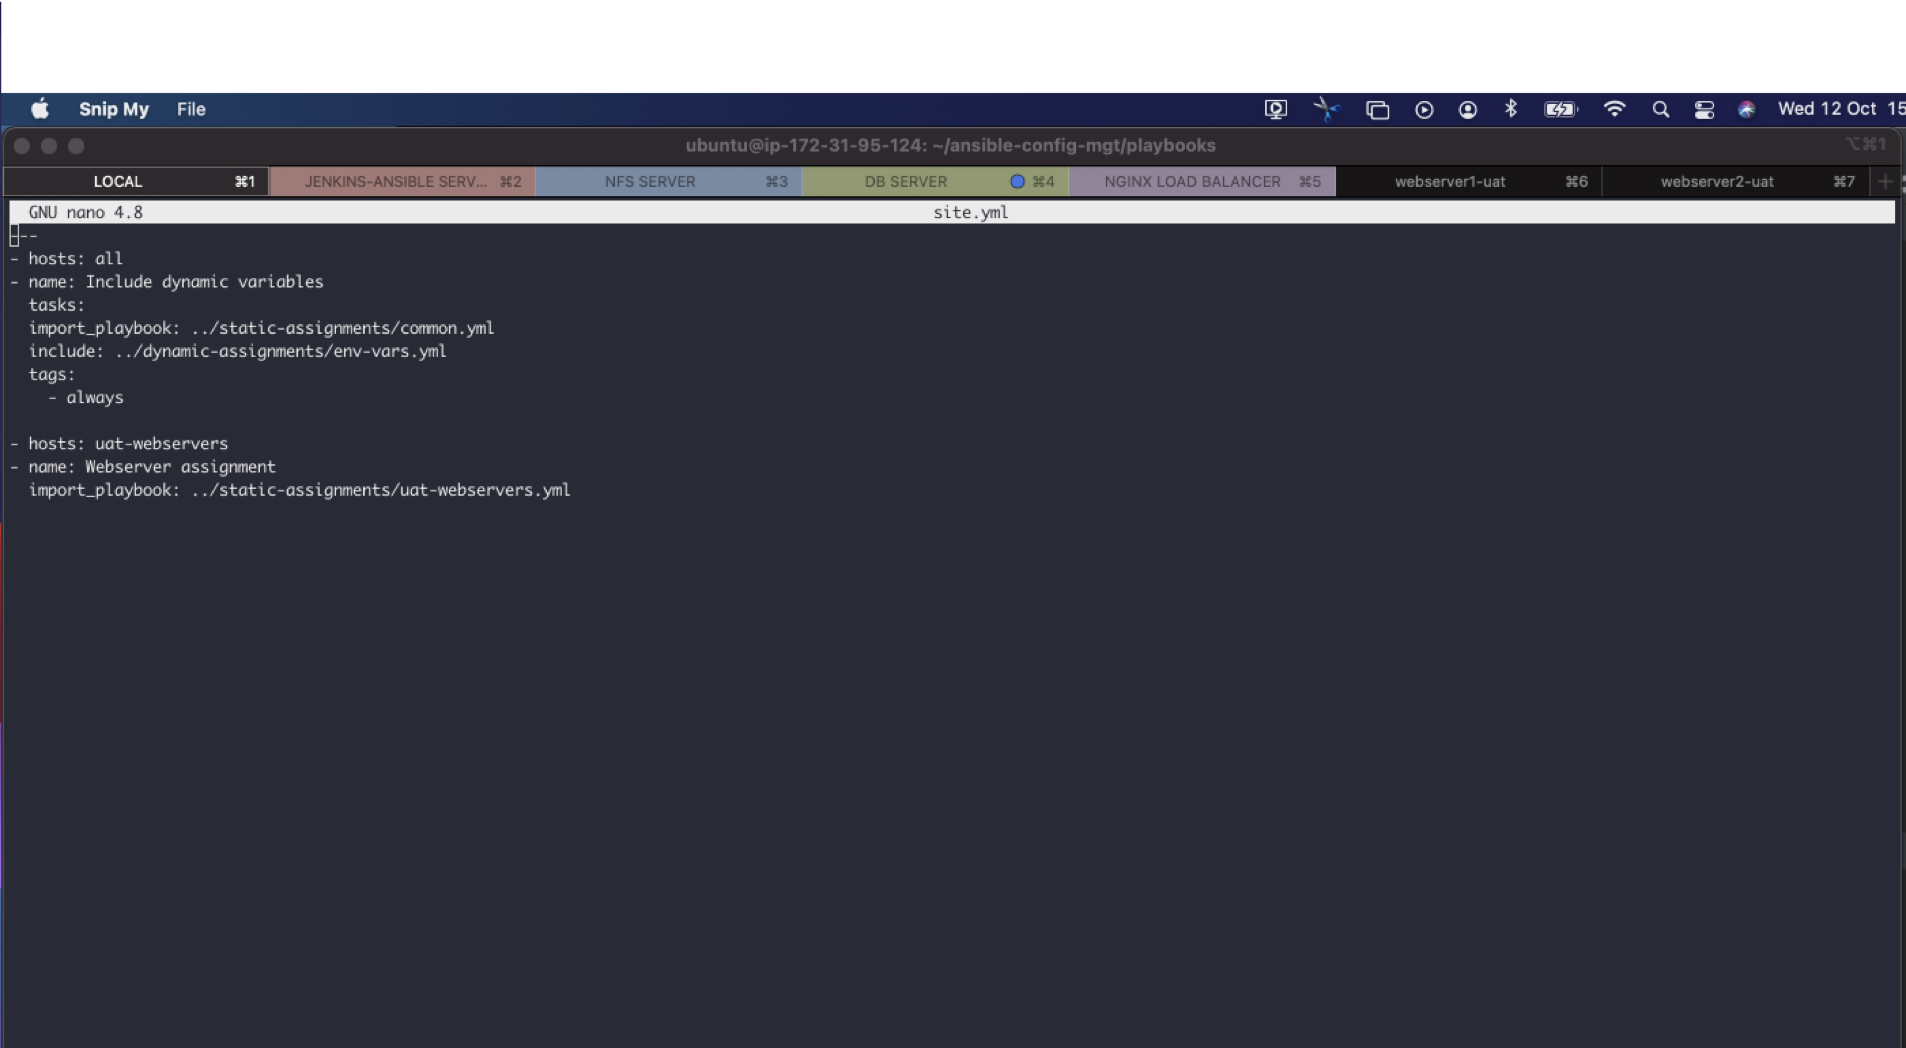 Snip My File Wed 12 Oct 15
ubuntu@ip-172-31-95-124: ~/ansible-config-mgt/playbooks ⌥⌘1
LOCAL ⌘1 JENKINS-ANSIBLE SERV... ⌘2 NFS SERVER ⌘3 DB SERVER ⌘4 NGINX LOAD BALANCER ⌘5 webserver1-uat ⌘6 webserver2-uat ⌘7 +
GNU nano 4.8 site.yml
---
- hosts: all
- name: Include dynamic variables
  tasks:
  import_playbook: ../static-assignments/common.yml
  include: ../dynamic-assignments/env-vars.yml
  tags:
    - always

- hosts: uat-webservers
- name: Webserver assignment
  import_playbook: ../static-assignments/uat-webservers.yml